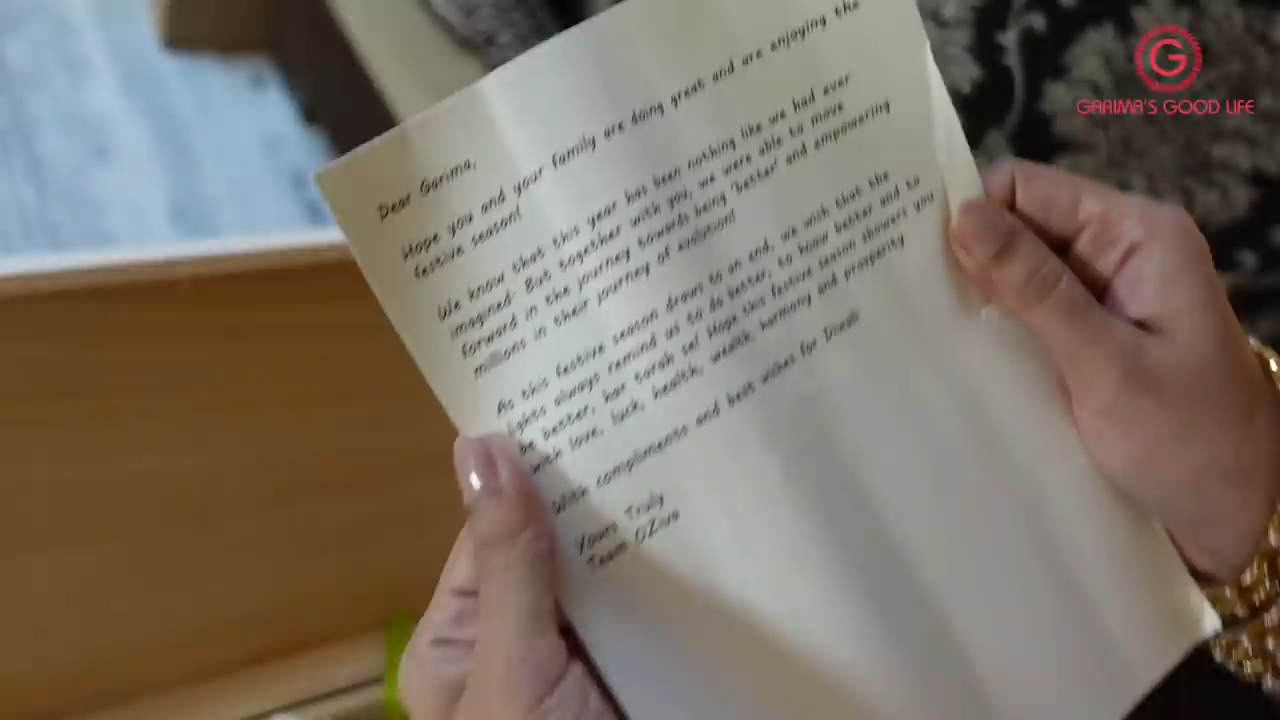 G
GARIMA'S GOOD LIFE
Dear Garima,
Hope you and your family are doing great and are enjoying the
festive season!
We know that this year has been nothing like we had ever
imagined. But together with you, we were able to move
forward in the journey towards being 'better' and empowering
millions in their journey of evolution!
As this festive season draws to an end, we wish that the
lights always remind us to do better, to know better and to
be better, har tarah se! Hope this festive season showers you
with love, luck, health, wealth, harmony and prosperity
With compliments and best wishes for Diwali
Yours Truly
Team OZiva